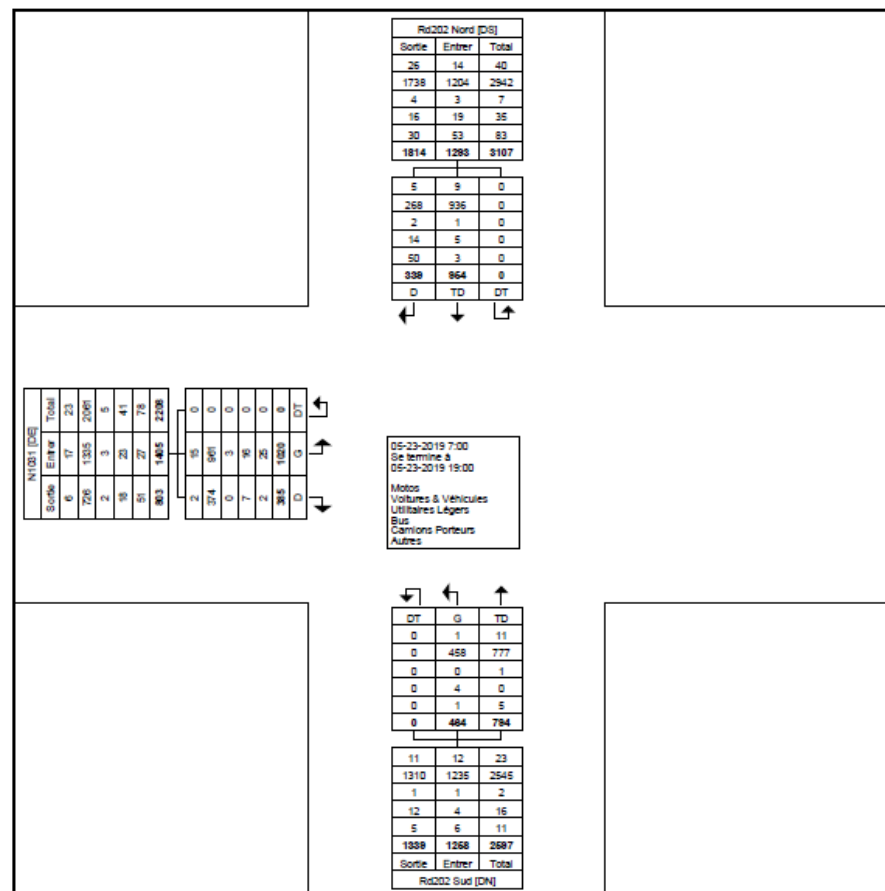 Rd202 Nord [DS]
Sortie Entrer Total
26 14 40
1738 1204 2942
4 3 7
16 19 35
30 53 83
1814 1293 3107
5 9 0
268 936 0
2 1 0
14 5 0
50 3 0
339 954 0
D TD DT
N1031 [DE]
Sortie Entrer Total
6 17 23
726 1335 2061
2 3 5
18 23 41
51 27 78
803 1405 2208
2 15 0
374 961 0
0 3 0
7 16 0
2 25 0
385 1020 0
D G DT
05-23-2019 7:00
Se termine à
05-23-2019 19:00
Motos
Voitures & Véhicules
Utilitaires Légers
Bus
Camions Porteurs
Autres
DT G TD
0 1 11
0 458 777
0 0 1
0 4 0
0 1 5
0 464 794
11 12 23
1310 1235 2545
1 1 2
12 4 16
5 6 11
1339 1258 2597
Sortie Entrer Total
Rd202 Sud [DN]